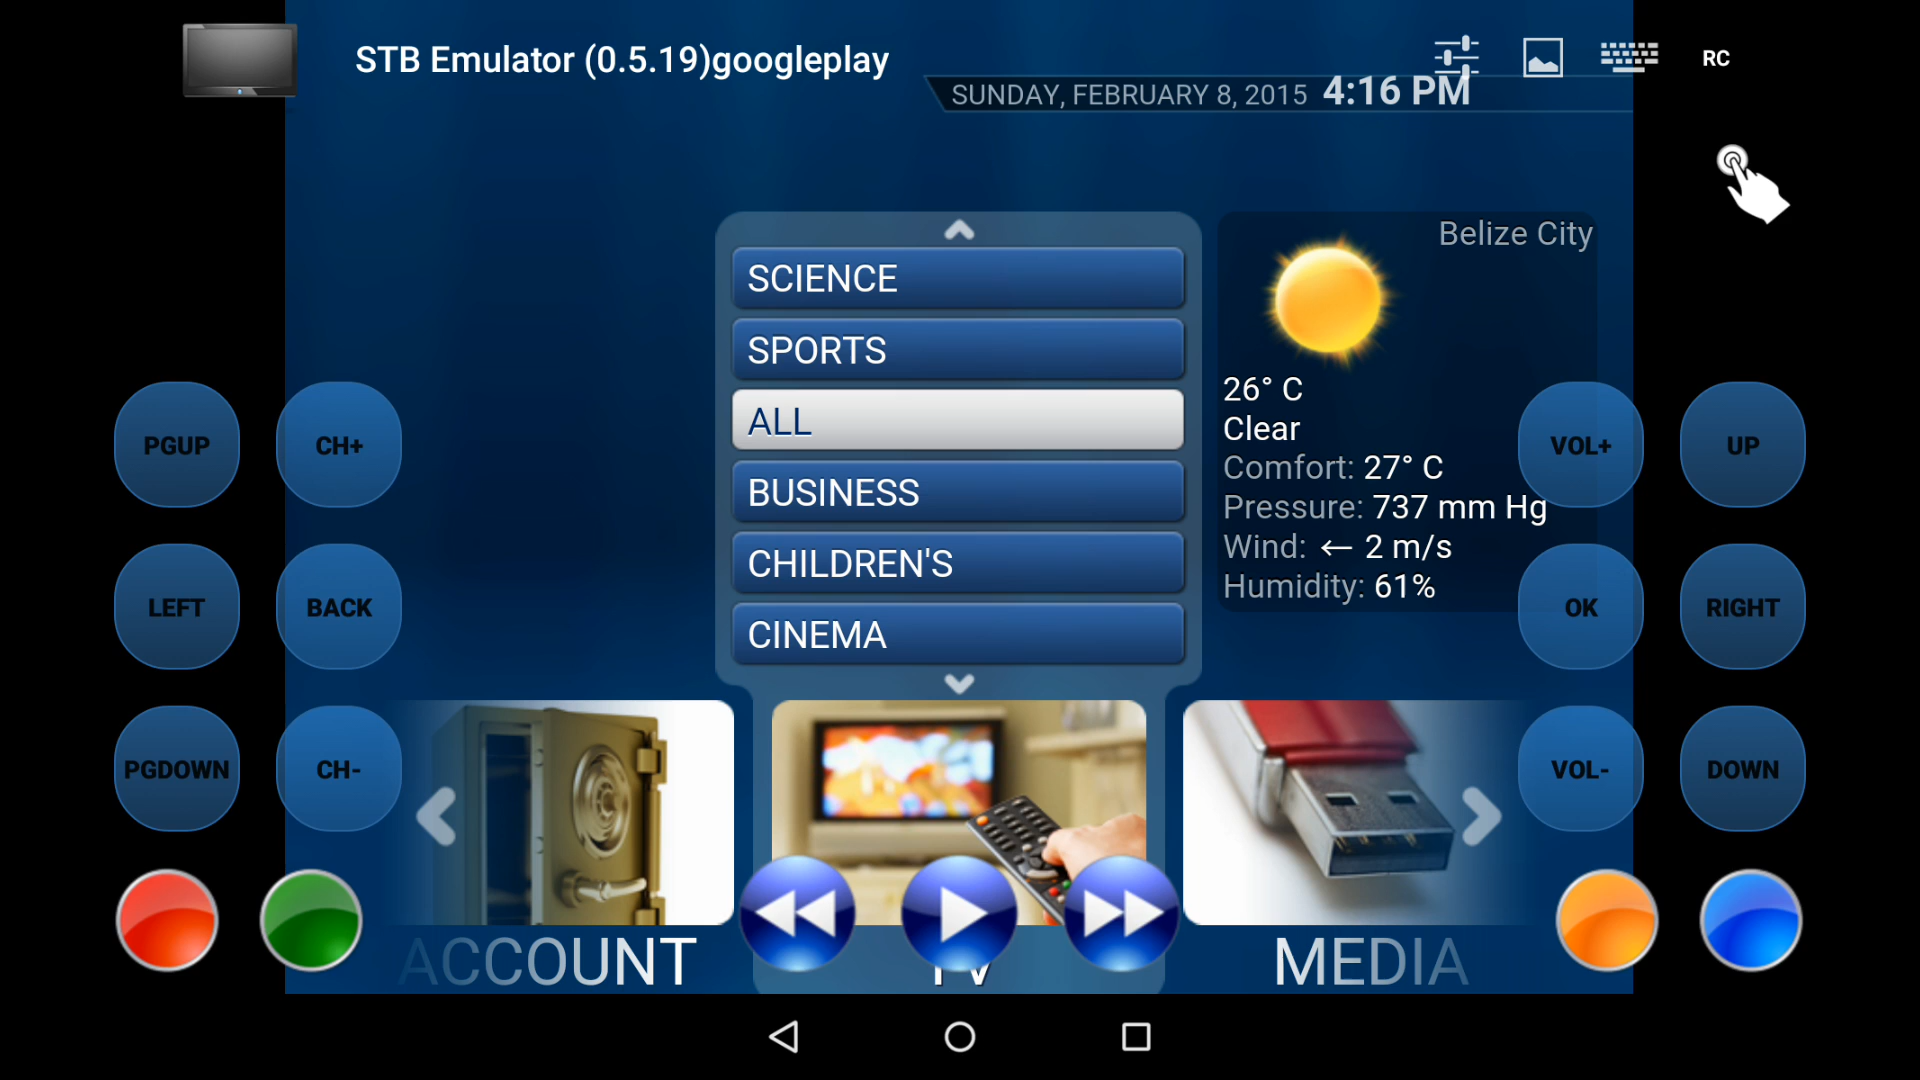 STB Emulator (0.5.19)googleplay
RC
SUNDAY, FEBRUARY 8, 2015 4:16 PM
Belize City
SCIENCE
SPORTS
ALL
BUSINESS
CHILDREN'S
CINEMA
26° C
Clear
Comfort: 27° C
Pressure: 737 mm Hg
Wind: ← 2 m/s
Humidity: 61%
PGUP
CH+
VOL+
UP
LEFT
BACK
OK
RIGHT
PGDOWN
CH-
VOL-
DOWN
ACCOUNT
TV
MEDIA